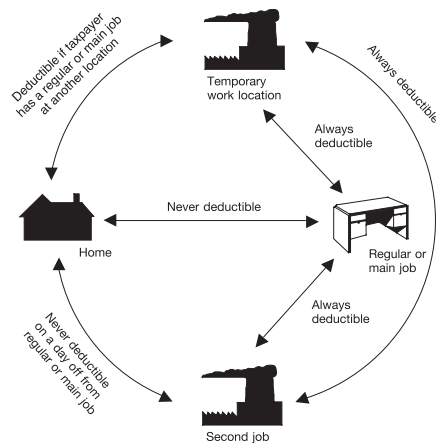 Deductible if taxpayer
has a regular or main job
at another location
Temporary
work location
Always deductible
Always
deductible
Never deductible
Home
Regular or
main job
Always
deductible
Never deductible
on a day off from
regular or main job
Second job